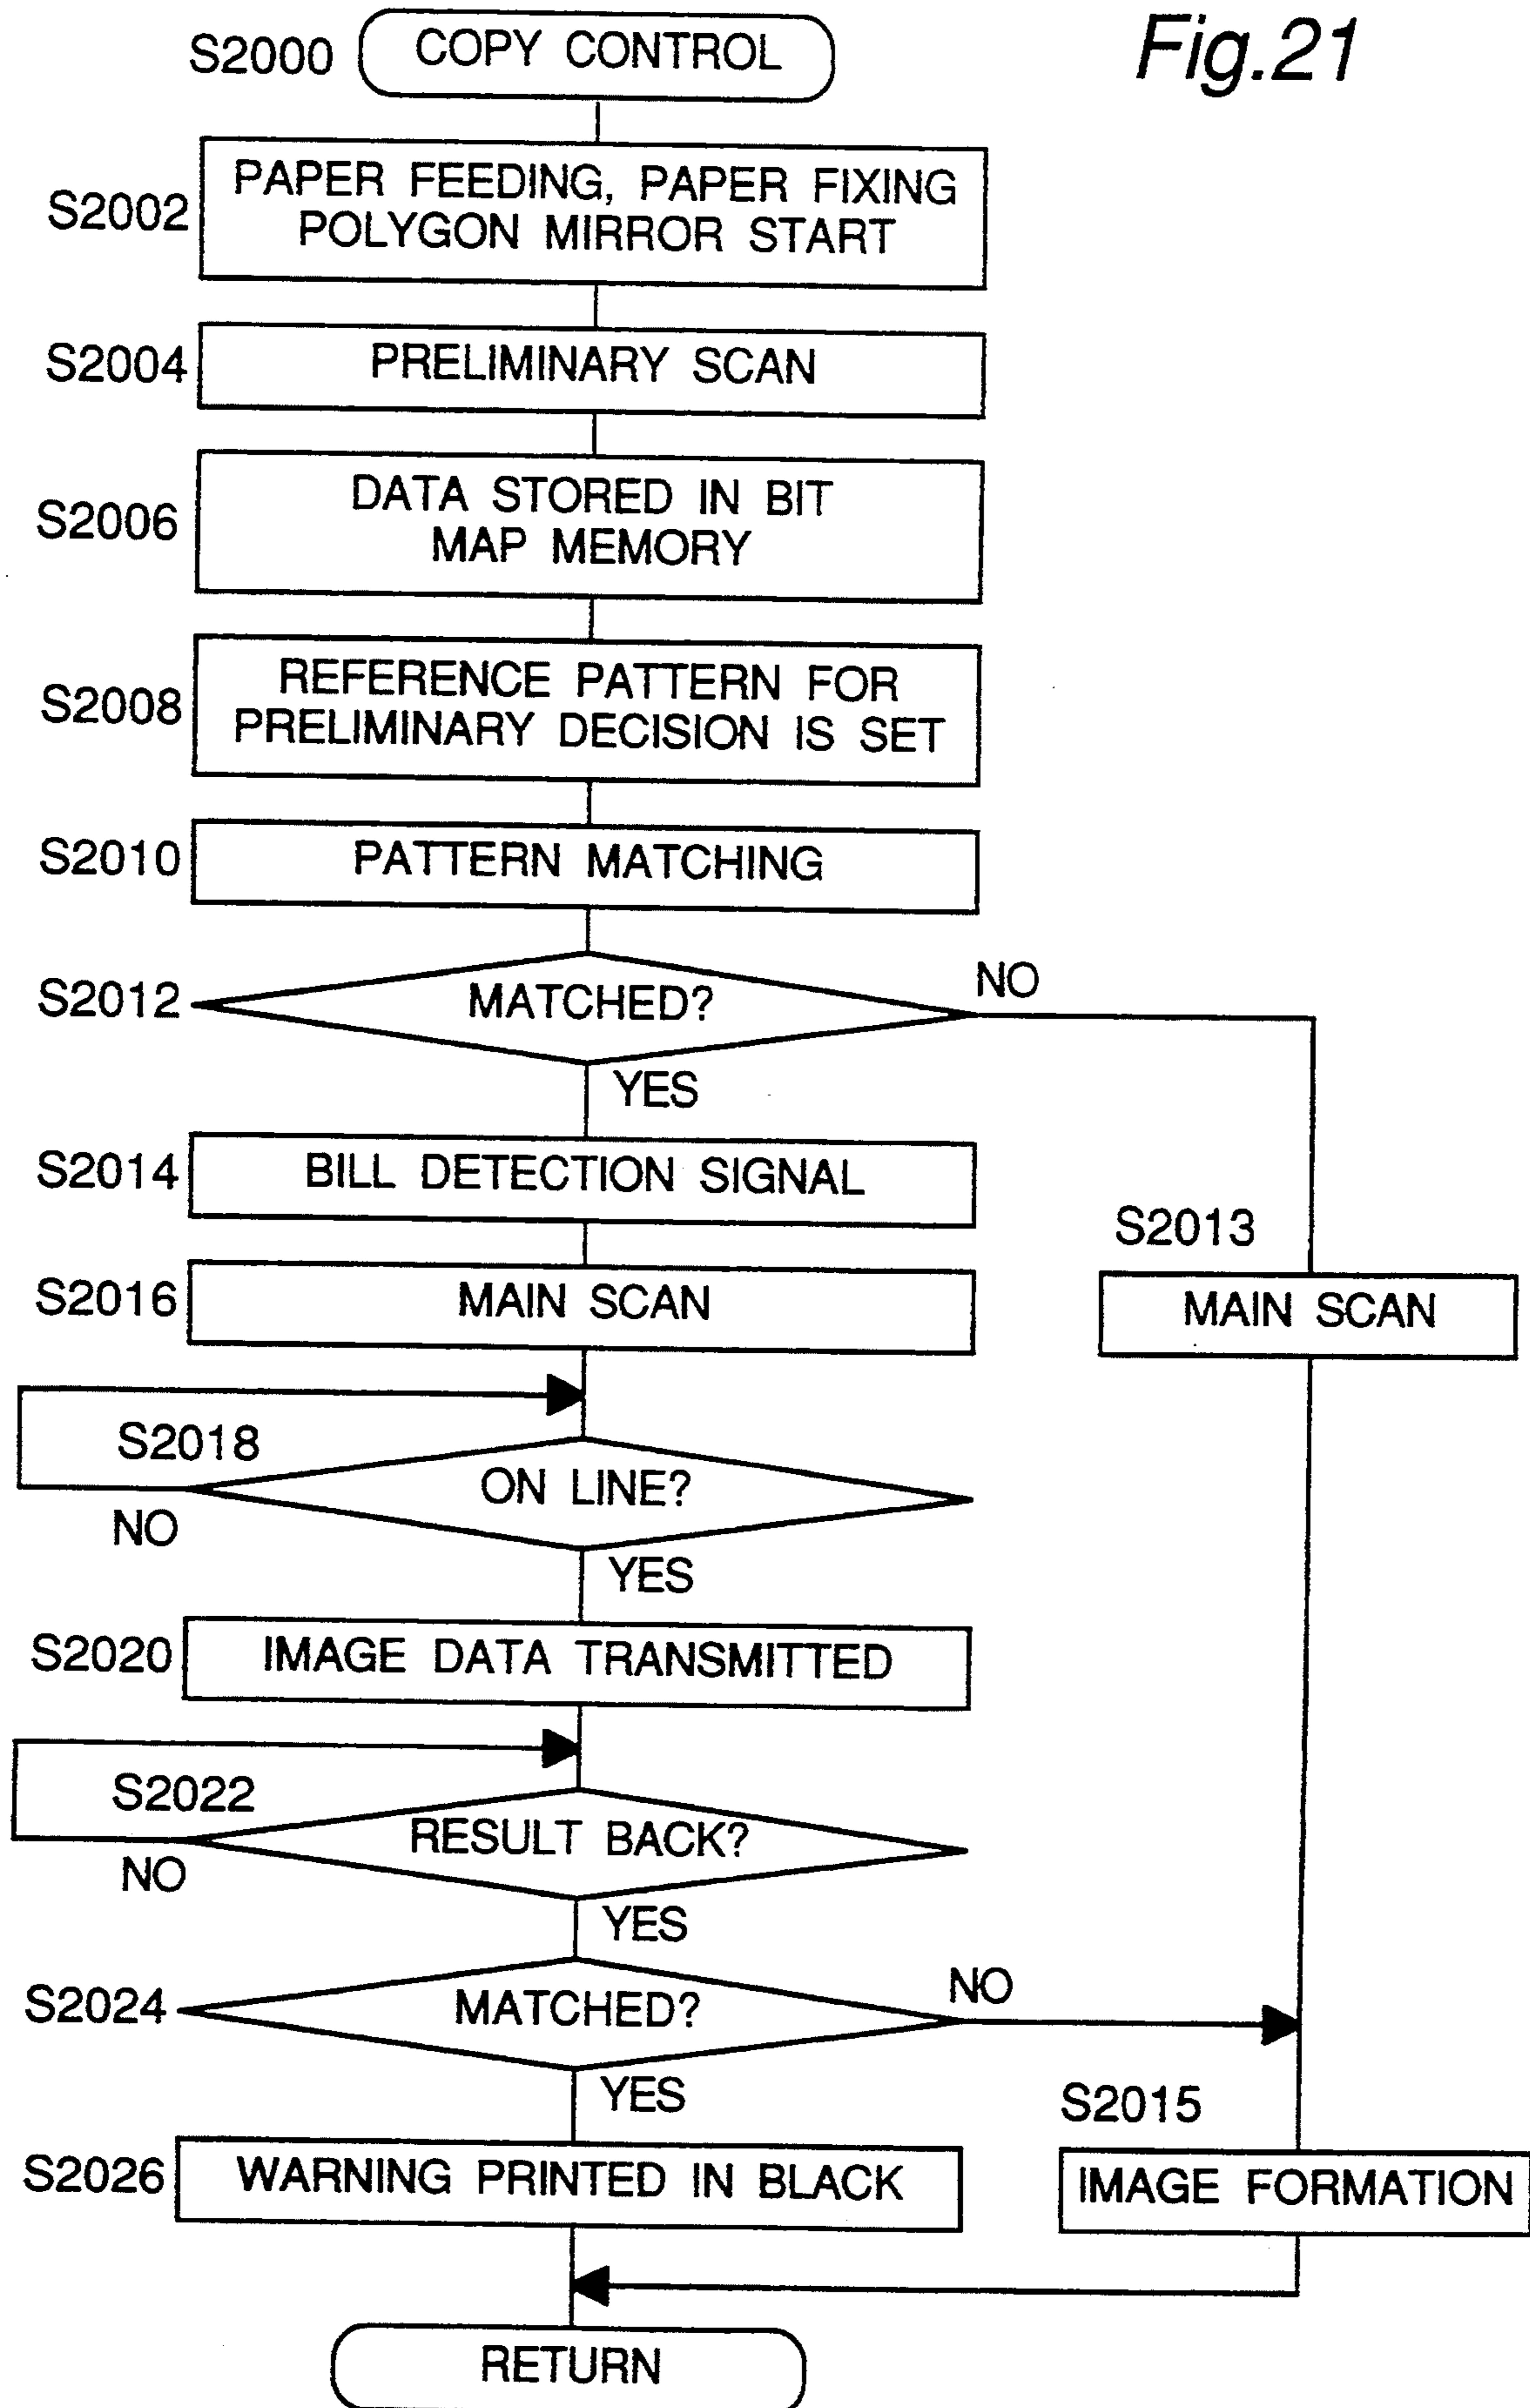 Fig.21
S2000 COPY CONTROL
S2002 PAPER FEEDING, PAPER FIXING
POLYGON MIRROR START
S2004 PRELIMINARY SCAN
S2006 DATA STORED IN BIT
MAP MEMORY
S2008 REFERENCE PATTERN FOR
PRELIMINARY DECISION IS SET
S2010 PATTERN MATCHING
S2012 MATCHED? NO
YES
S2014 BILL DETECTION SIGNAL
S2013
S2016 MAIN SCAN
MAIN SCAN
S2018
ON LINE?
NO
YES
S2020 IMAGE DATA TRANSMITTED
S2022
RESULT BACK?
NO
YES
S2024 MATCHED? NO
YES
S2015
S2026 WARNING PRINTED IN BLACK
IMAGE FORMATION
RETURN